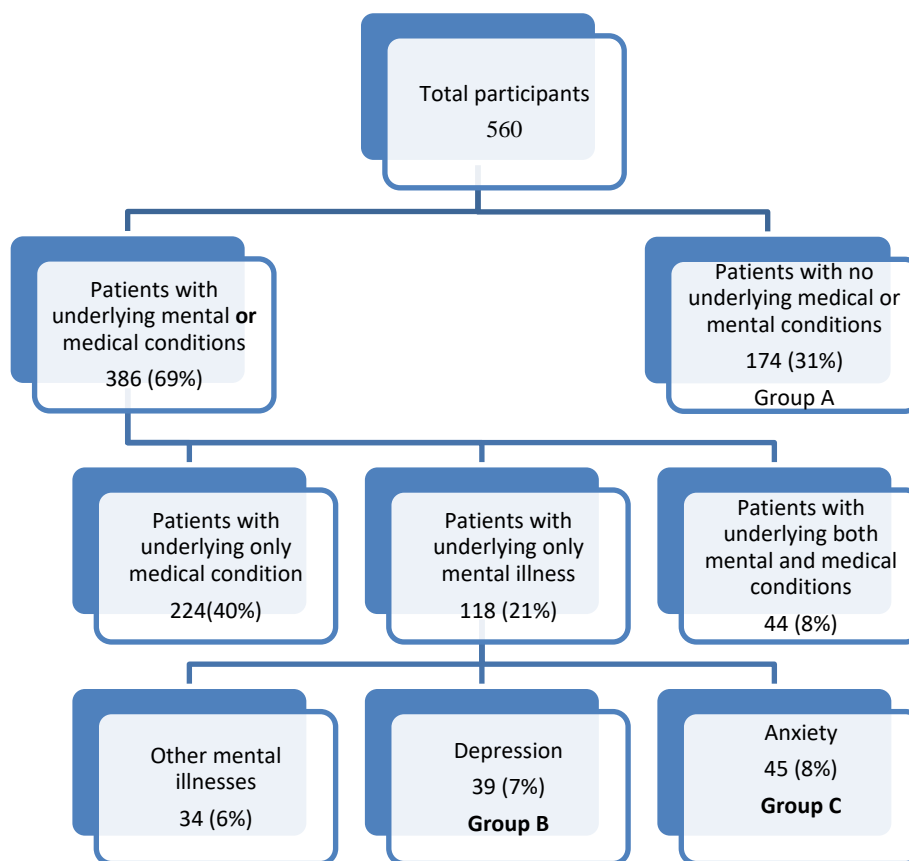 Total participants
560
Patients with
underlying mental or
medical conditions
386 (69%)
Patients with no
underlying medical or
mental conditions
174 (31%)
Group A
Patients with
underlying only
medical condition
224(40%)
Patients with
underlying only
mental illness
118 (21%)
Patients with
underlying both
mental and medical
conditions
44 (8%)
Other mental
illnesses
34 (6%)
Depression
39 (7%)
Group B
Anxiety
45 (8%)
Group C